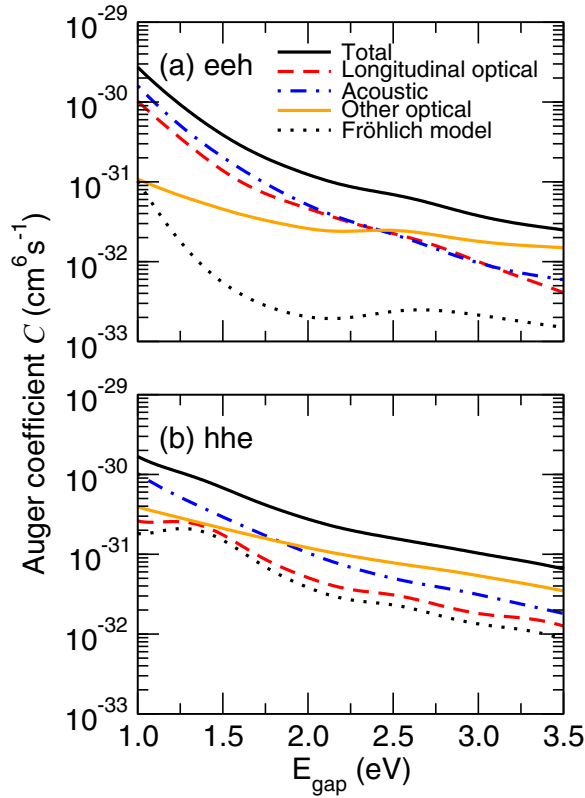 10^-29
(a) eeh
Total
Longitudinal optical
Acoustic
Other optical
Fröhlich model
10^-30
10^-31
10^-32
10^-33
Auger coefficient C (cm^6 s^-1)
10^-29
(b) hhe
10^-30
10^-31
10^-32
10^-33
1.0 1.5 2.0 2.5 3.0 3.5
E_gap (eV)